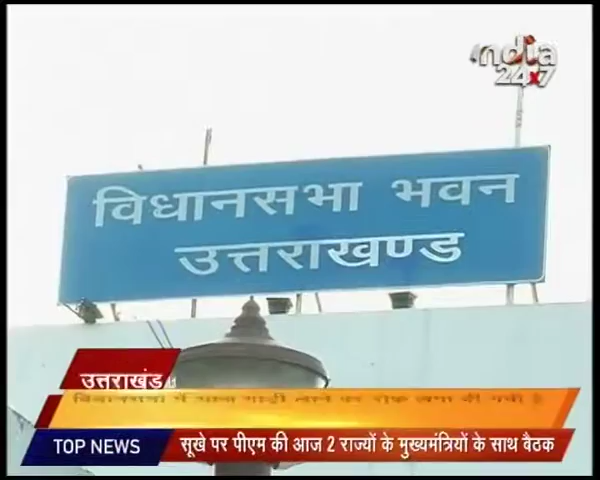 India
24x7
विधानसभा भवन
उत्तराखण्ड
उत्तराखंड
TOP NEWS
सूखे पर पीएम की आज 2 राज्यों के मुख्यमंत्रियों के साथ बैठक